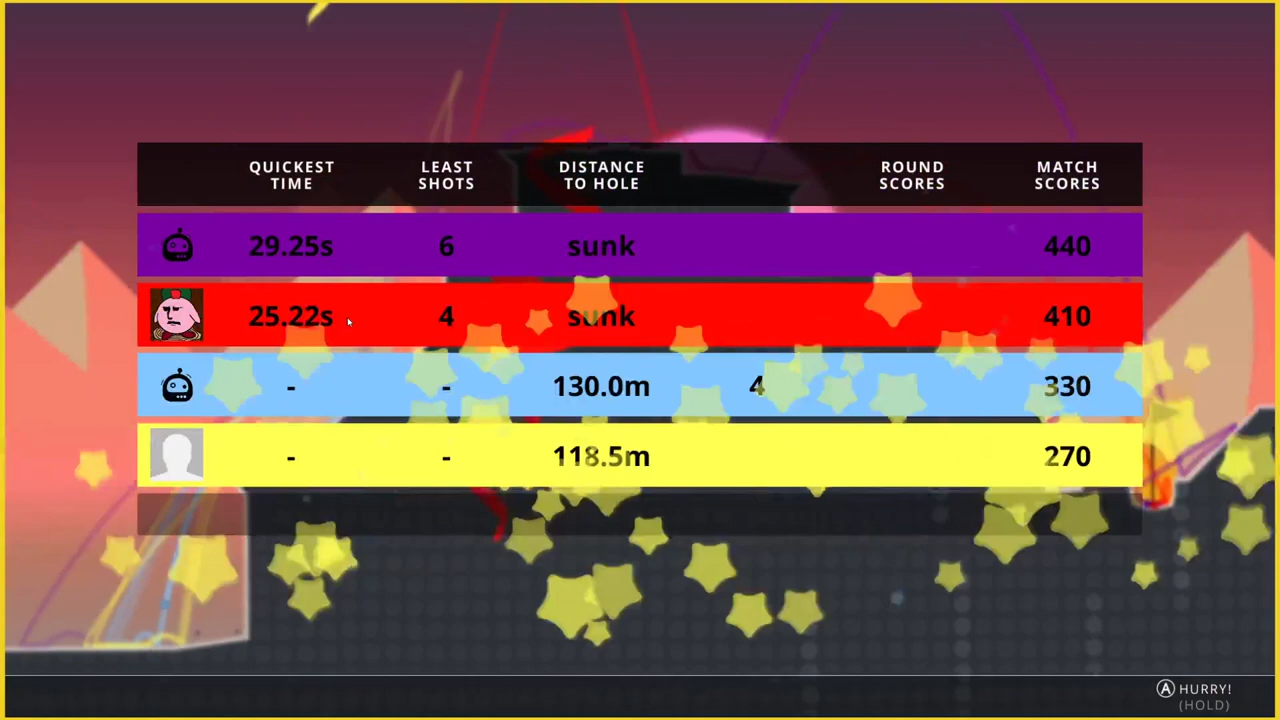 QUICKEST TIME LEAST SHOTS DISTANCE TO HOLE ROUND SCORES MATCH SCORES
29.25s 6 sunk 440
25.22s 4 sunk 410
- - 130.0m 4 330
- - 118.5m 270
A HURRY!
(HOLD)